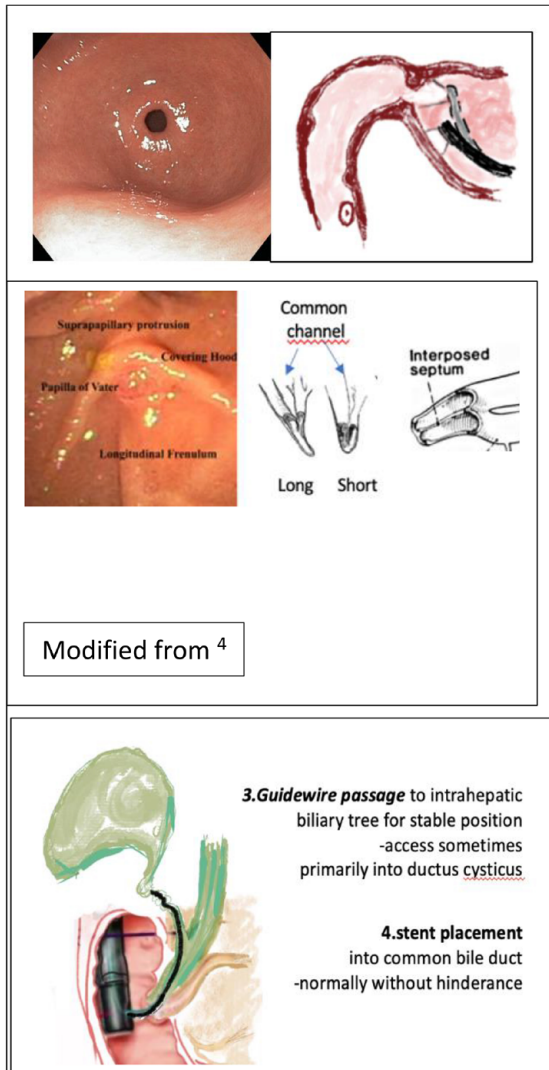 Suprapapillary protrusion
Covering Hood
Papilla of Vater
Longitudinal Frenulum
Common
channel
Long
Short
Interposed
septum
Modified from 4
3.Guidewire passage to intrahepatic
biliary tree for stable position
-access sometimes
primarily into ductus cysticus
4.stent placement
into common bile duct
-normally without hinderance